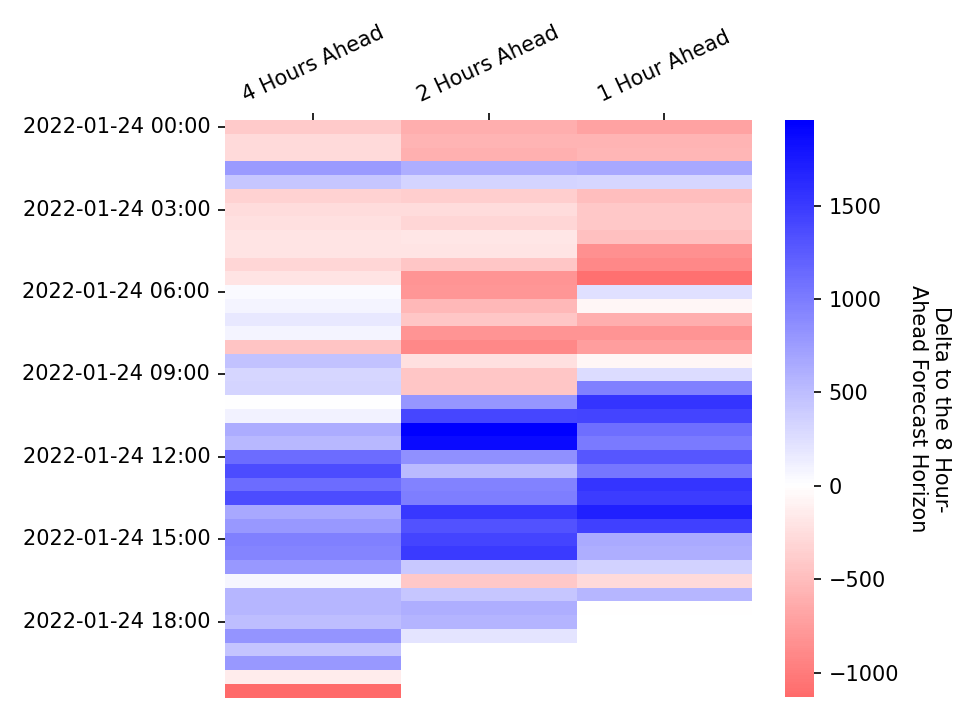 4 Hours Ahead
2 Hours Ahead
1 Hour Ahead
2022-01-24 00:00
2022-01-24 03:00
2022-01-24 06:00
2022-01-24 09:00
2022-01-24 12:00
2022-01-24 15:00
2022-01-24 18:00
1500
1000
500
0
−500
−1000
Delta to the 8 Hour-
Ahead Forecast Horizon